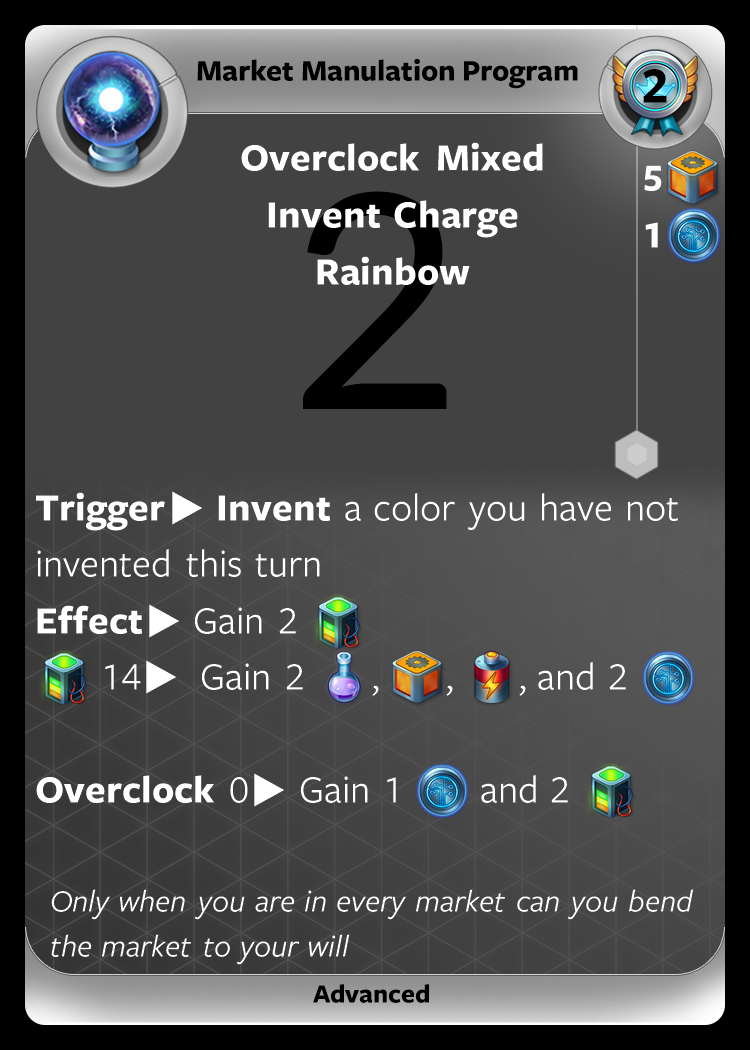 Market Manulation Program
2
Overclock Mixed
5
Invent Charge
1
Rainbow
2
Trigger▶ Invent a color you have not
invented this turn
Effect▶ Gain 2
14▶ Gain 2 , , , and 2
Overclock 0▶ Gain 1 and 2
Only when you are in every market can you bend
the market to your will
Advanced